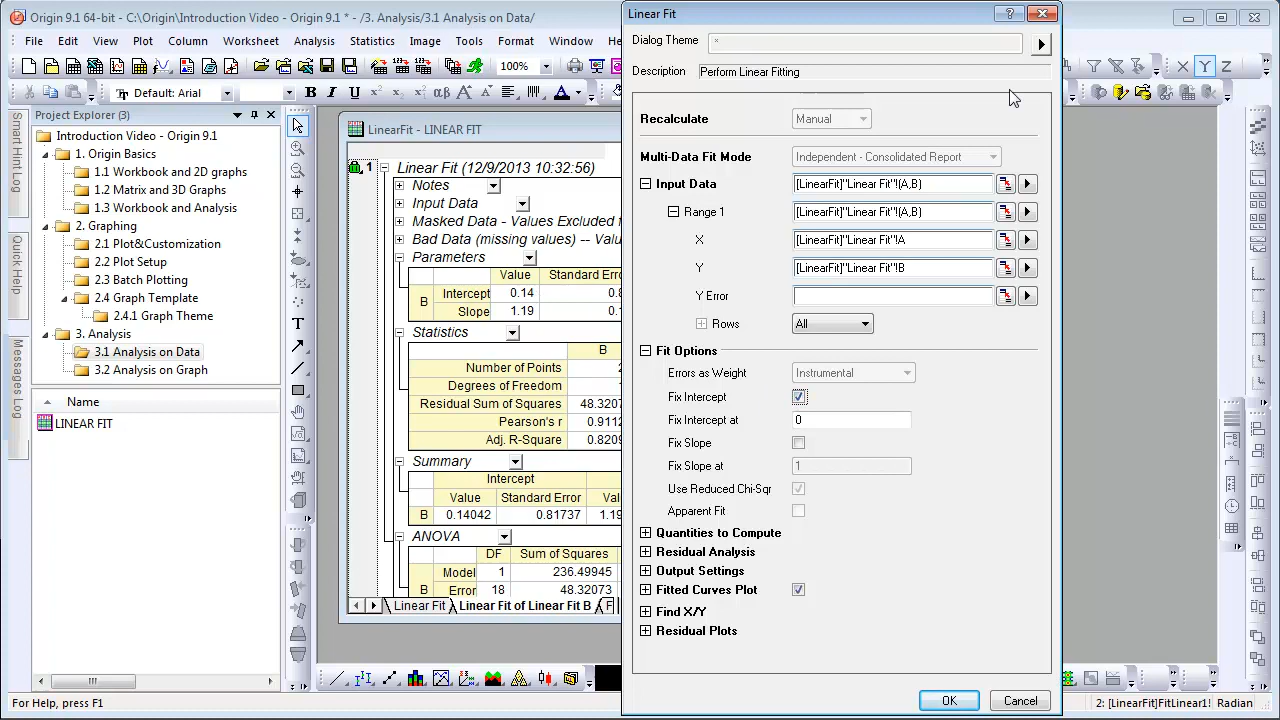 Origin 9.1 64-bit - C:\Origin\Introduction Video - Origin 9.1 * - /3. Analysis/3.1 Analysis on Data/
File Edit View Plot Column Worksheet Analysis Statistics Image Tools Format Window
100%
Default: Arial
B I U
Project Explorer (3)
Introduction Video - Origin 9.1
1. Origin Basics
1.1 Workbook and 2D graphs
1.2 Matrix and 3D Graphs
1.3 Workbook and Analysis
2. Graphing
2.1 Plot&Customization
2.2 Plot Setup
2.3 Batch Plotting
2.4 Graph Template
2.4.1 Graph Theme
3. Analysis
3.1 Analysis on Data
3.2 Analysis on Graph
Name
LINEAR FIT
Smart Hint Log
Quick Help
Messages Log
LinearFit - LINEAR FIT
1
Linear Fit (12/9/2013 10:32:56)
Notes
Input Data
Masked Data - Values Excluded f
Bad Data (missing values) -- Valu
Parameters
Value Standard Erro
B Intercept 0.14 0.8
Slope 1.19 0.
Statistics
B
Number of Points 2
Degrees of Freedom
Residual Sum of Squares 48.3207
Pearson's r 0.9112
Adj. R-Square 0.8209
Summary
Intercept
Value Standard Error Val
B 0.14042 0.81737 1.19
ANOVA
DF Sum of Squares
B Model 1 236.49945
Error 18 48.32073
Linear Fit Linear Fit of Linear Fit B F
Linear Fit
Dialog Theme *
Description Perform Linear Fitting
Recalculate Manual
Multi-Data Fit Mode Independent - Consolidated Report
Input Data [LinearFit]"Linear Fit"!(A,B)
Range 1 [LinearFit]"Linear Fit"!(A,B)
X [LinearFit]"Linear Fit"!A
Y [LinearFit]"Linear Fit"!B
Y Error
Rows All
Fit Options
Errors as Weight Instrumental
Fix Intercept
Fix Intercept at 0
Fix Slope
Fix Slope at 1
Use Reduced Chi-Sqr
Apparent Fit
Quantities to Compute
Residual Analysis
Output Settings
Fitted Curves Plot
Find X/Y
Residual Plots
OK Cancel
X Y Z
For Help, press F1
2: [LinearFit]FitLinear1! Radian